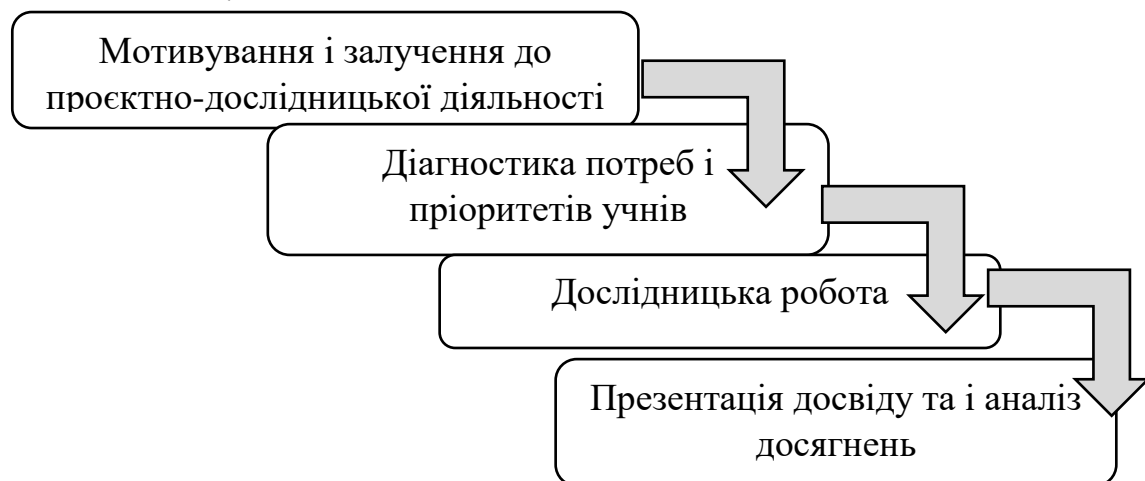 Мотивування і залучення до
проєктно-дослідницької діяльності
Діагностика потреб і
пріоритетів учнів
Дослідницька робота
Презентація досвіду та і аналіз
досягнень